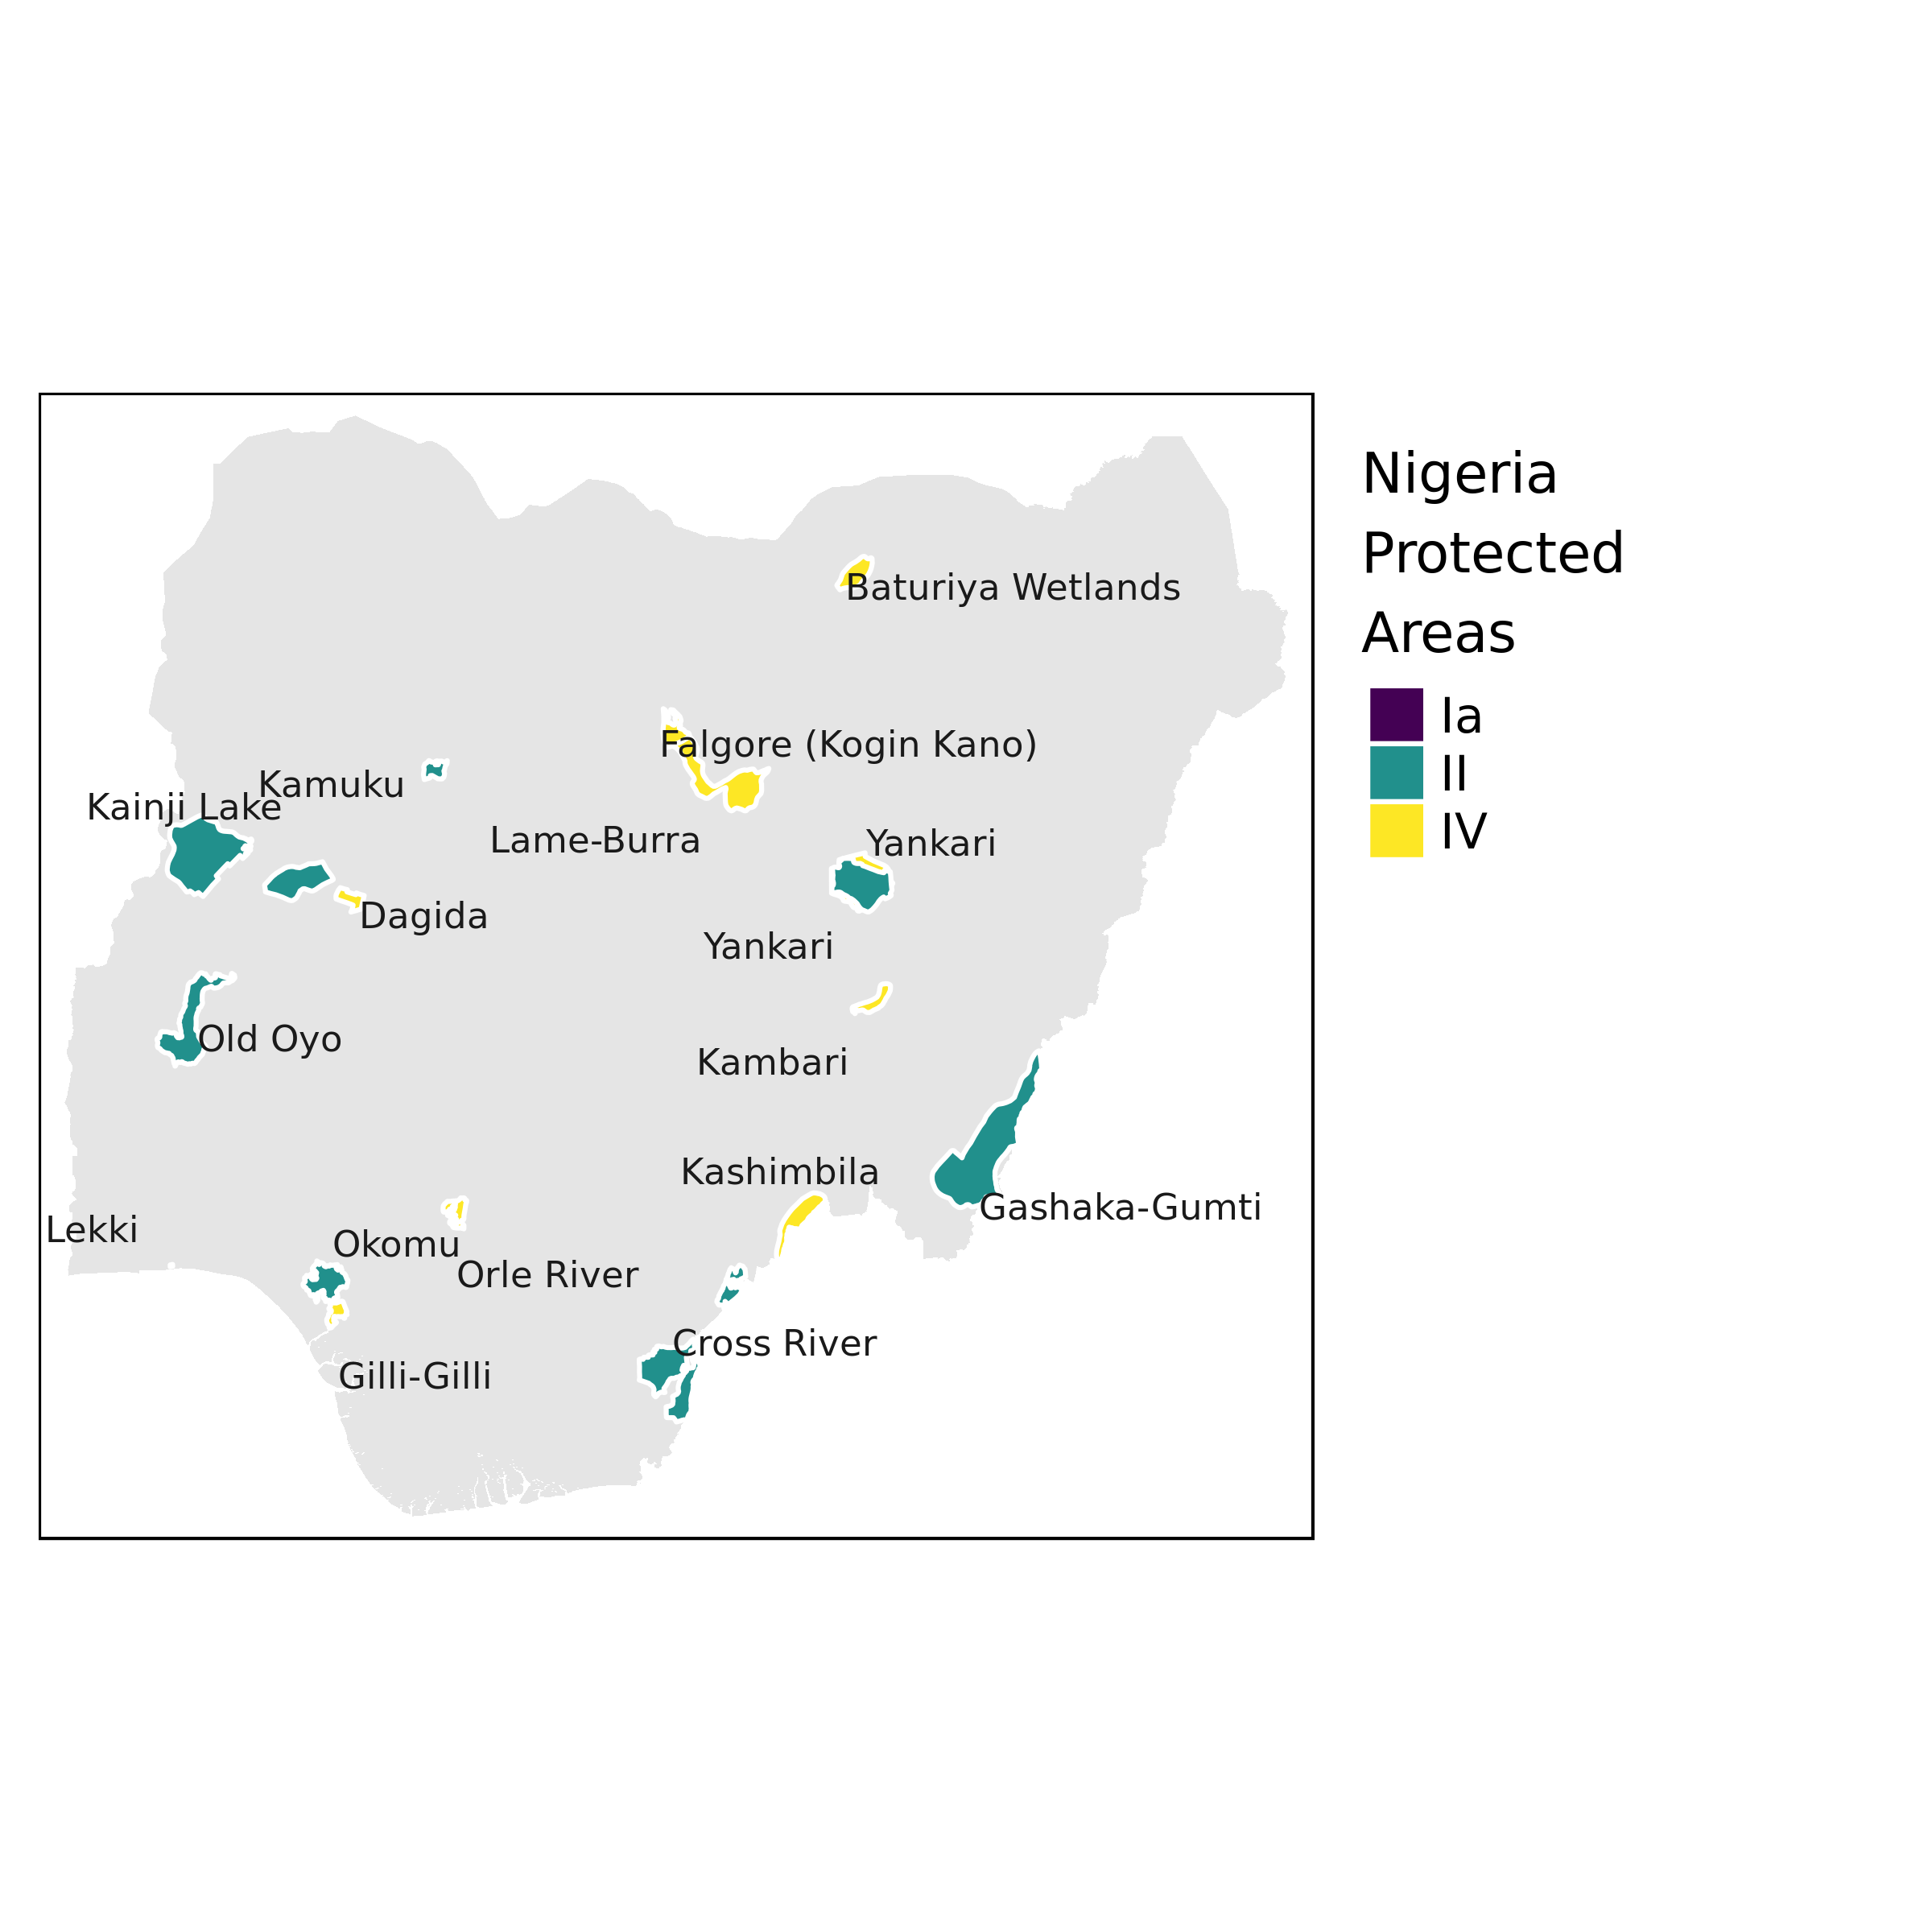 Nigeria
Protected
Areas
Ia
II
IV
Baturiya Wetlands
Falgore (Kogin Kano)
Kamuku
Kainji Lake
Lame-Burra
Yankari
Dagida
Yankari
Old Oyo
Kambari
Kashimbila
Gashaka-Gumti
Lekki
Okomu
Orle River
Cross River
Gilli-Gilli